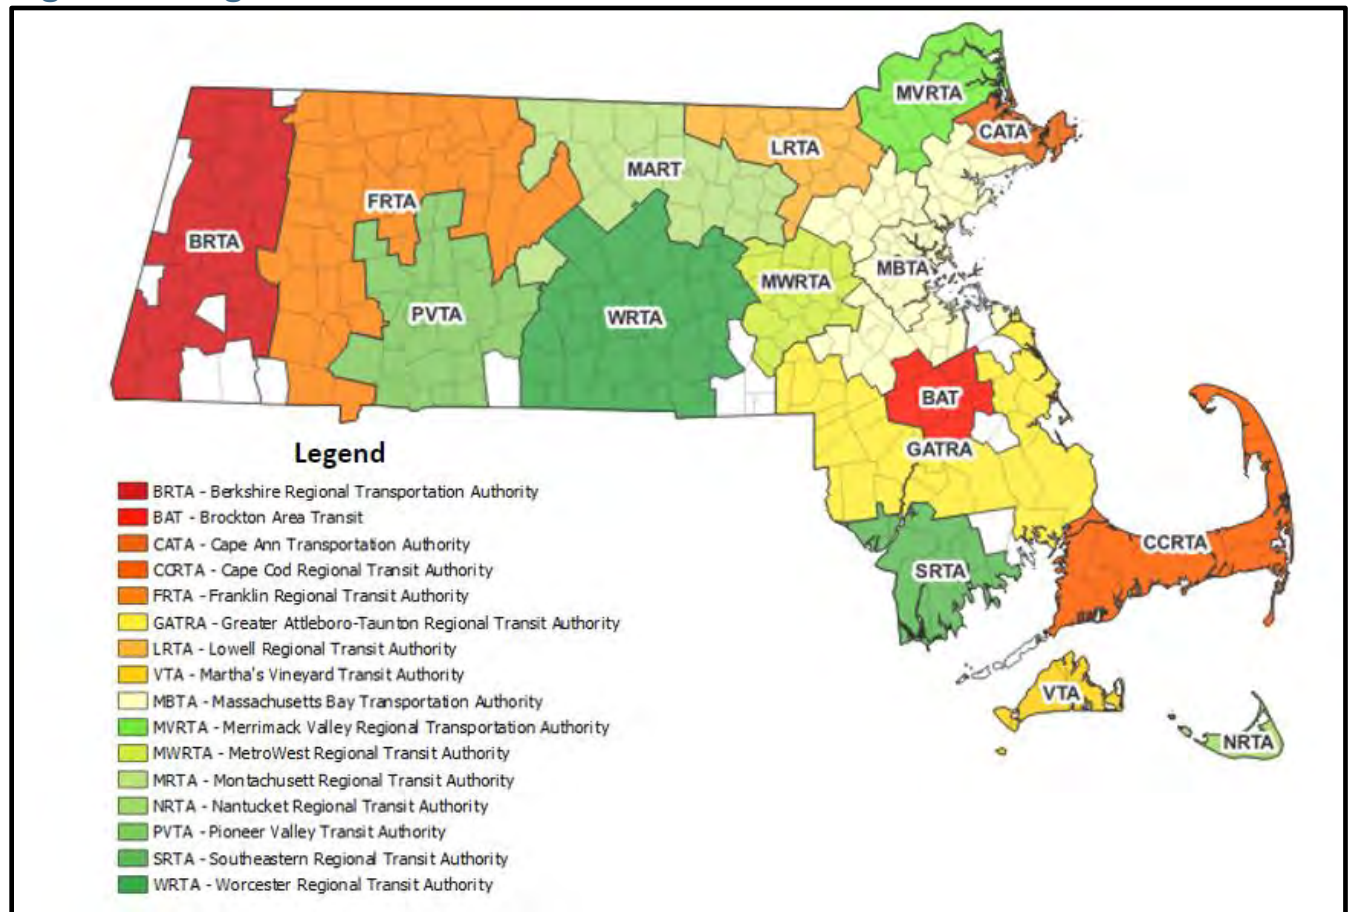 MVRTA
CATA
LRTA
MART
FRTA
BRTA
MBTA
MWRTA
PVTA
WRTA
BAT
GATRA
CCRTA
SRTA
VTA
NRTA
Legend
BRTA - Berkshire Regional Transportation Authority
BAT - Brockton Area Transit
CATA - Cape Ann Transportation Authority
CCRTA - Cape Cod Regional Transit Authority
FRTA - Franklin Regional Transit Authority
GATRA - Greater Attleboro-Taunton Regional Transit Authority
LRTA - Lowell Regional Transit Authority
VTA - Martha's Vineyard Transit Authority
MBTA - Massachusetts Bay Transportation Authority
MVRTA - Merrimack Valley Regional Transportation Authority
MWRTA - MetroWest Regional Transit Authority
MRTA - Montachusett Regional Transit Authority
NRTA - Nantucket Regional Transit Authority
PVTA - Pioneer Valley Transit Authority
SRTA - Southeastern Regional Transit Authority
WRTA - Worcester Regional Transit Authority